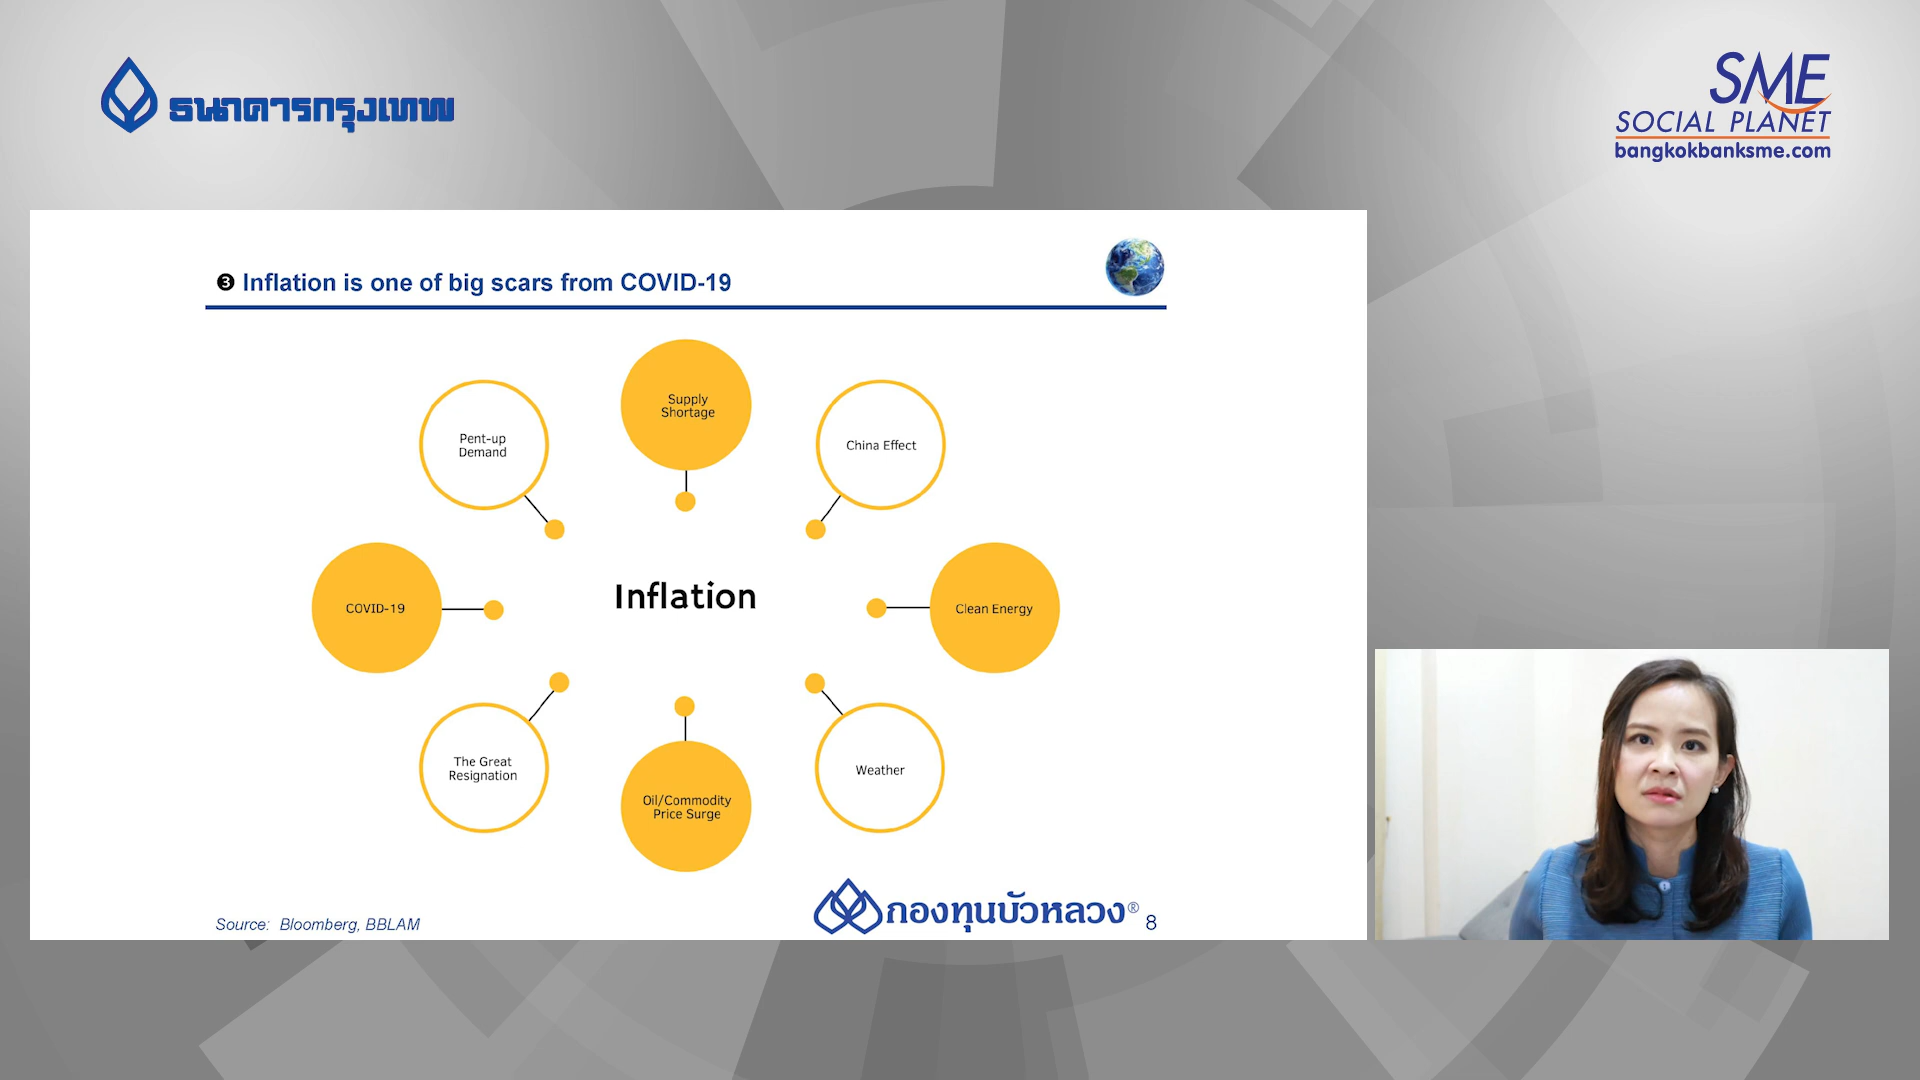 ธนาคารกรุงเทพ
SME
SOCIAL PLANET
bangkokbanksme.com
❸ Inflation is one of big scars from COVID-19
Supply
Shortage
Pent-up
Demand
China Effect
COVID-19
Inflation
Clean Energy
The Great
Resignation
Oil/Commodity
Price Surge
Weather
Source: Bloomberg, BBLAM
กองทุนบัวหลวง® 8